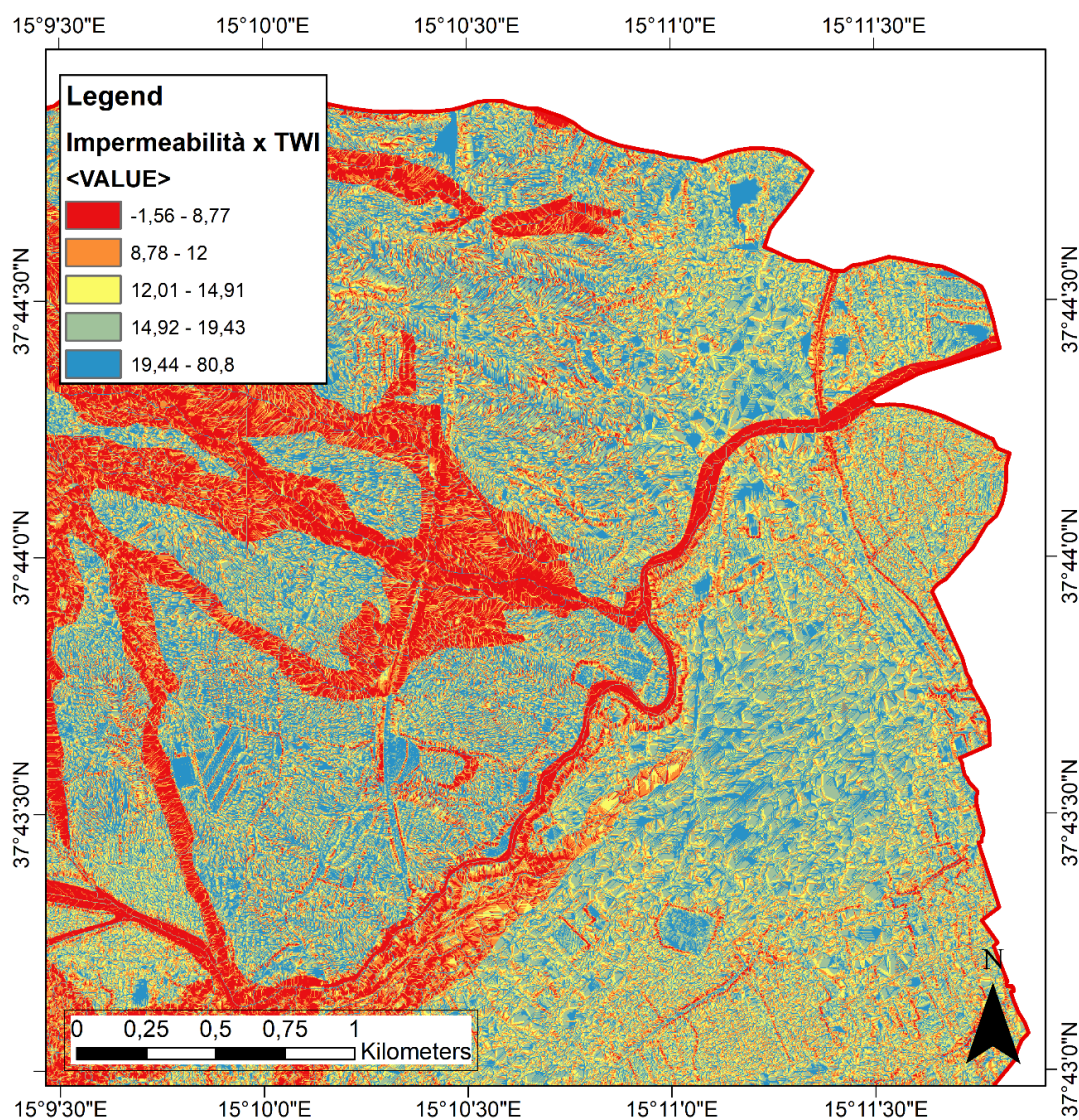 15°9'30"E 15°10'0"E 15°10'30"E 15°11'0"E 15°11'30"E
Legend
Impermeabilità x TWI
<VALUE>
-1,56 - 8,77
8,78 - 12
12,01 - 14,91
14,92 - 19,43
19,44 - 80,8
37°44'30"N 37°44'30"N
37°44'0"N 37°44'0"N
37°43'30"N 37°43'30"N
N
0 0,25 0,5 0,75 1
Kilometers
37°43'0"N 37°43'0"N
15°9'30"E 15°10'0"E 15°10'30"E 15°11'0"E 15°11'30"E